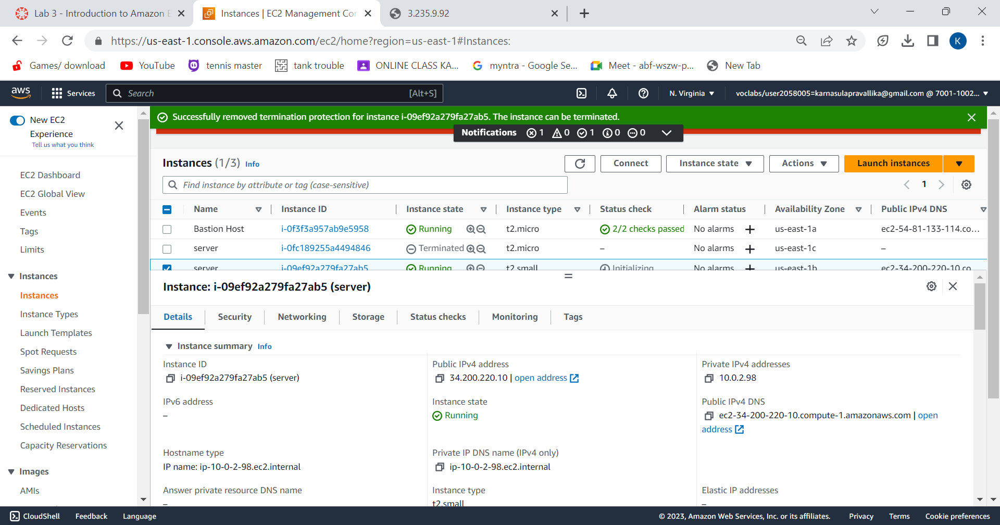 Lab 3 - Introduction to Amazon E
Instances | EC2 Management Con
3.235.9.92
https://us-east-1.console.aws.amazon.com/ec2/home?region=us-east-1#Instances:
K
Games/ download
YouTube
tennis master
tank trouble
ONLINE CLASS KA...
myntra - Google Se...
Meet - abf-wszw-p...
New Tab
aws
Services
Search
[Alt+S]
N. Virginia
voclabs/user2058005=karnasulapravallika@gmail.com @ 7001-1002...
New EC2
Experience
Tell us what you think
Successfully removed termination protection for instance i-09ef92a279fa27ab5. The instance can be terminated.
Notifications 1 0 1 0 0
EC2 Dashboard
EC2 Global View
Events
Tags
Limits
Instances
Instances
Instance Types
Launch Templates
Spot Requests
Savings Plans
Reserved Instances
Dedicated Hosts
Scheduled Instances
Capacity Reservations
Images
AMIs
Instances (1/3) Info
Connect
Instance state
Actions
Launch instances
Find instance by attribute or tag (case-sensitive)
1
Name Instance ID Instance state Instance type Status check Alarm status Availability Zone Public IPv4 DNS
Bastion Host i-0f3f3a957ab9e5958 Running t2.micro 2/2 checks passed No alarms + us-east-1a ec2-54-81-133-114.co...
server i-0fc189255a4494846 Terminated t2.micro – No alarms + us-east-1c –
server i-09ef92a279fa27ab5 Running t2.small Initializing No alarms + us-east-1b ec2-34-200-220-10.co
Instance: i-09ef92a279fa27ab5 (server)
Details Security Networking Storage Status checks Monitoring Tags
Instance summary Info
Instance ID
i-09ef92a279fa27ab5 (server)
Public IPv4 address
34.200.220.10 | open address
Private IPv4 addresses
10.0.2.98
IPv6 address
–
Instance state
Running
Public IPv4 DNS
ec2-34-200-220-10.compute-1.amazonaws.com | open
address
Hostname type
IP name: ip-10-0-2-98.ec2.internal
Private IP DNS name (IPv4 only)
ip-10-0-2-98.ec2.internal
Answer private resource DNS name
–
Instance type
t2.small
Elastic IP addresses
–
CloudShell
Feedback
Language
© 2023, Amazon Web Services, Inc. or its affiliates.
Privacy
Terms
Cookie preferences